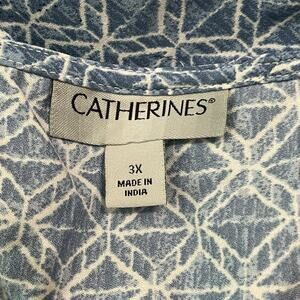 CATHERINES®
3X
MADE IN
INDIA